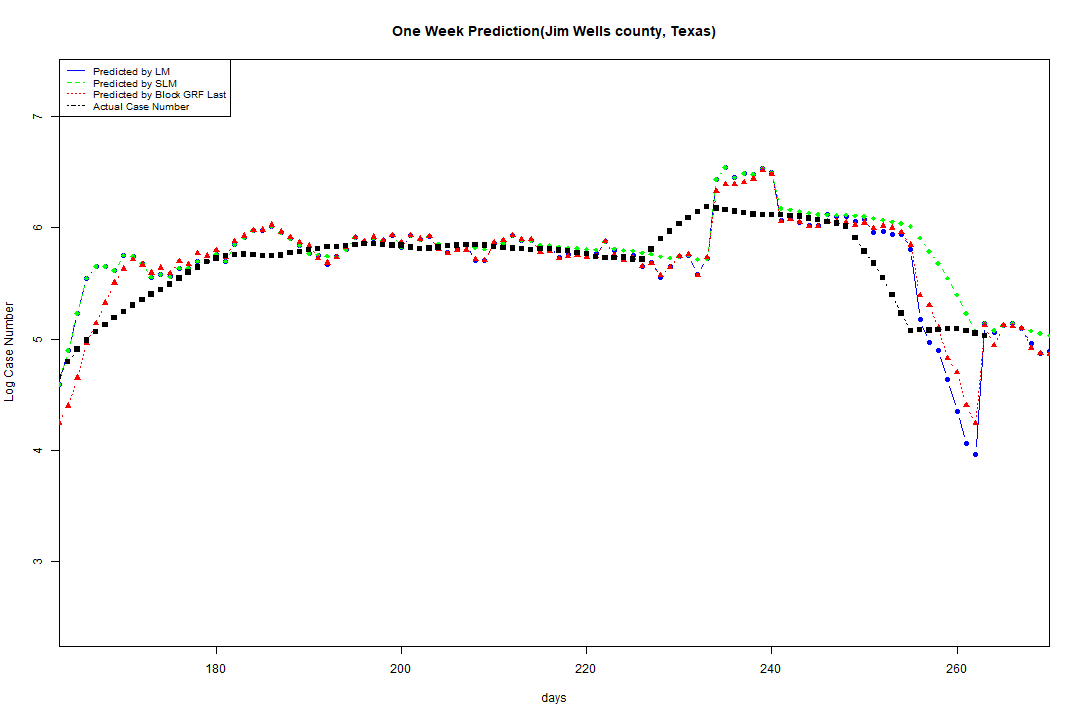 One Week Prediction(Jim Wells county, Texas)
Predicted by LM
Predicted by SLM
Predicted by Block GRF Last
Actual Case Number
7
6
5
4
3
Log Case Number
180 200 220 240 260
days